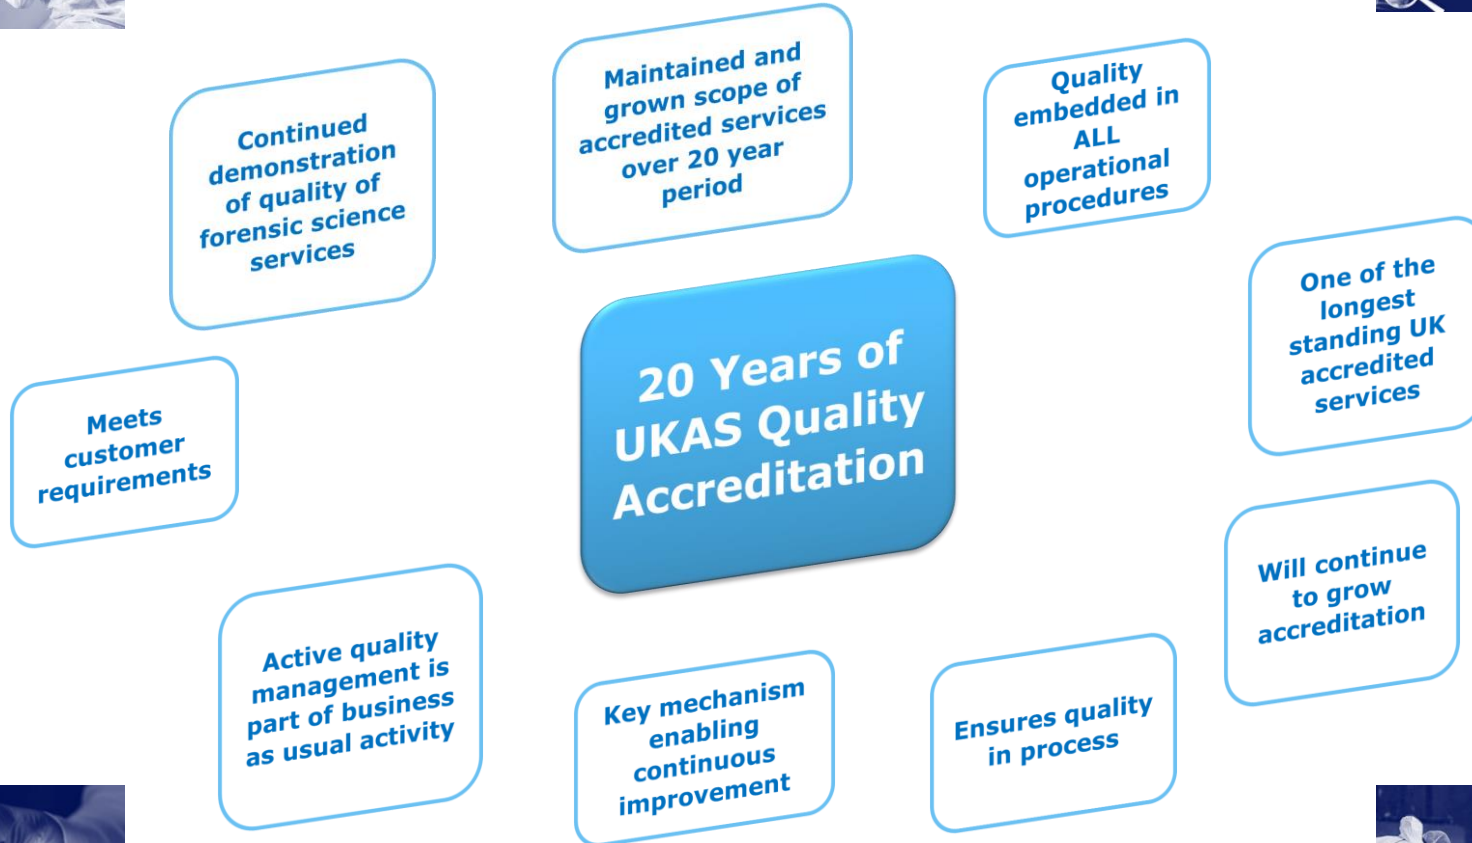 Continued
demonstration
of quality of
forensic science
services
Maintained and
grown scope of
accredited services
over 20 year
period
Quality
embedded in
ALL
operational
procedures
One of the
longest
standing UK
accredited
services
20 Years of
UKAS Quality
Accreditation
Meets
customer
requirements
Will continue
to grow
accreditation
Active quality
management is
part of business
as usual activity
Key mechanism
enabling
continuous
improvement
Ensures quality
in process